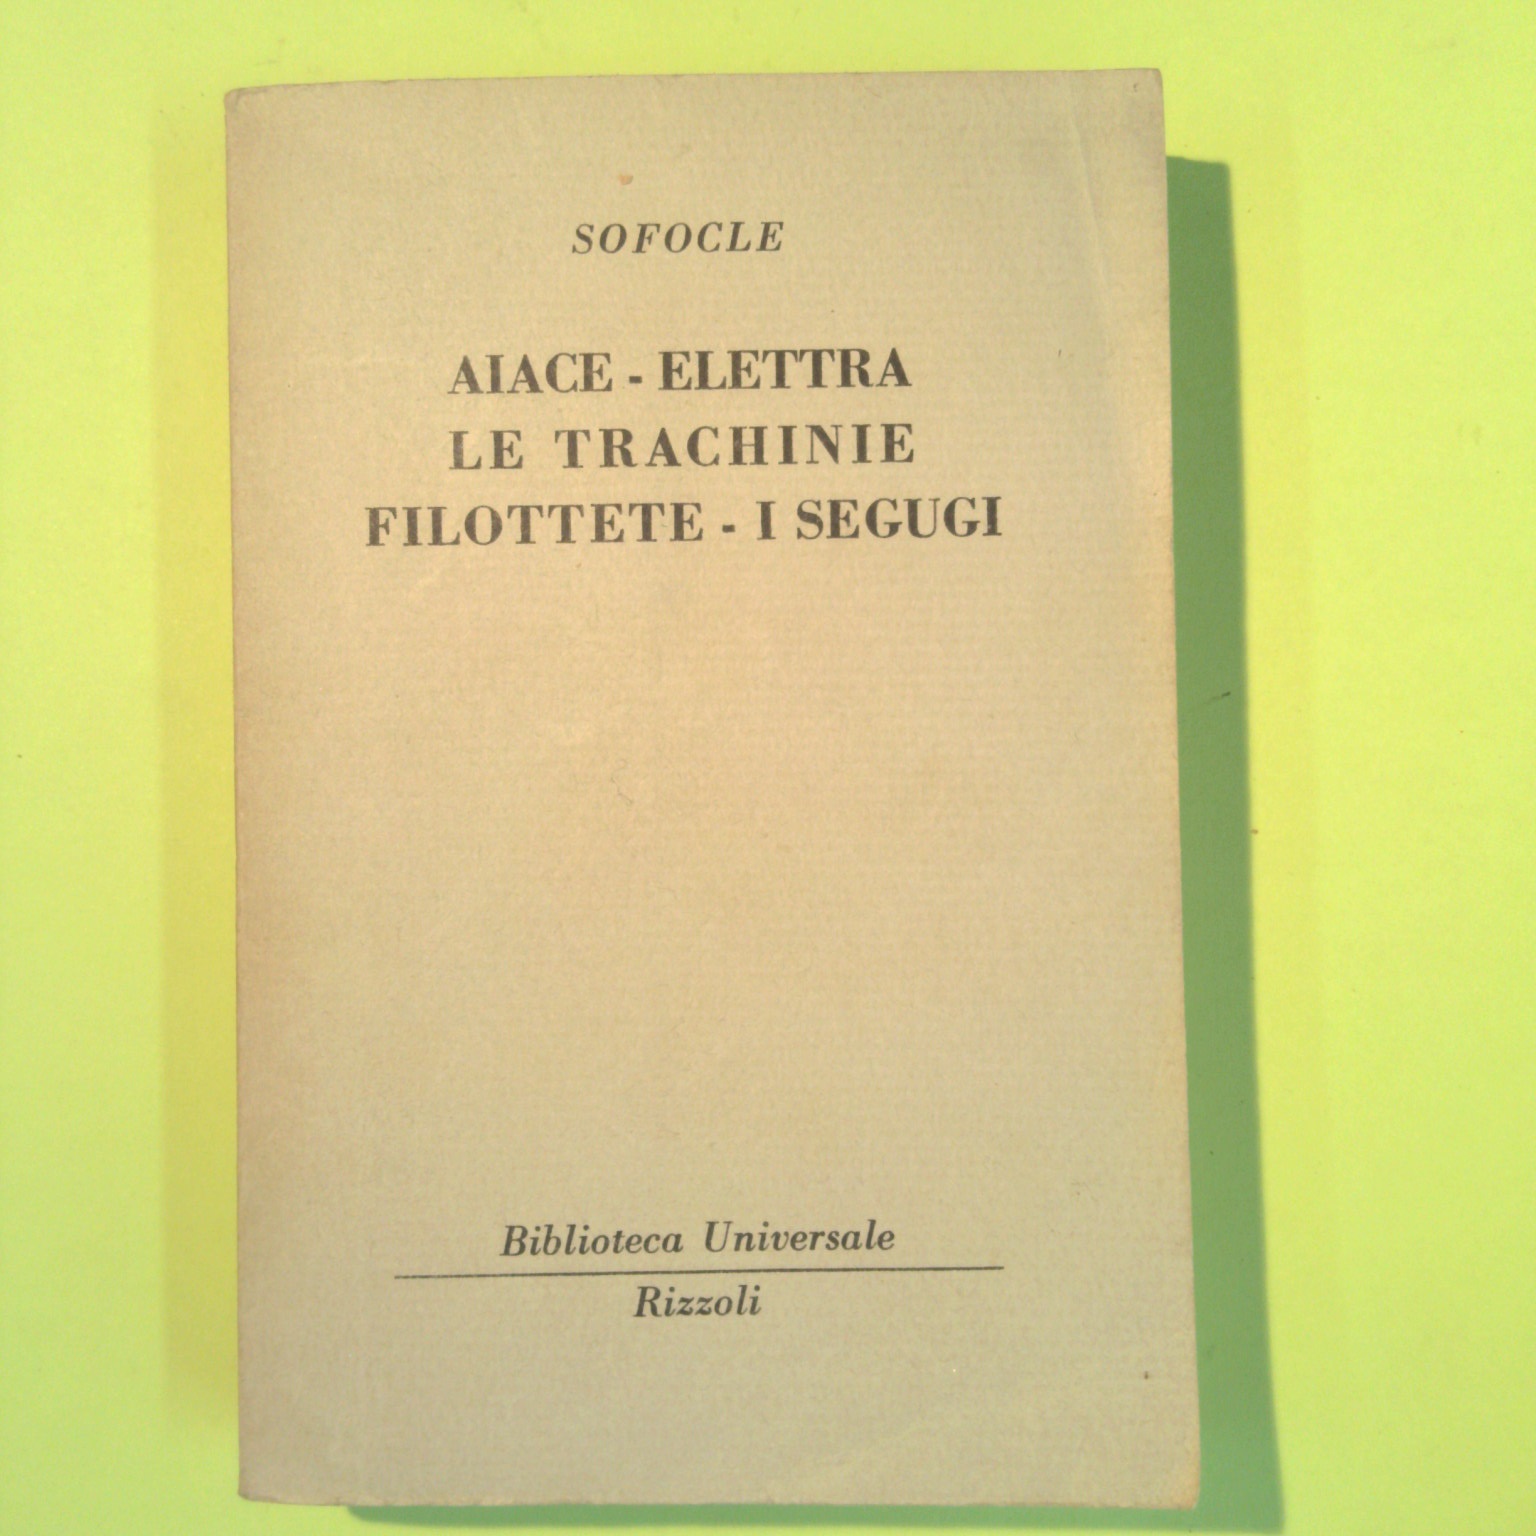 SOFOCLE
AIACE - ELETTRA
LE TRACHINIE
FILOTTETE - I SEGUGI
Biblioteca Universale
Rizzoli